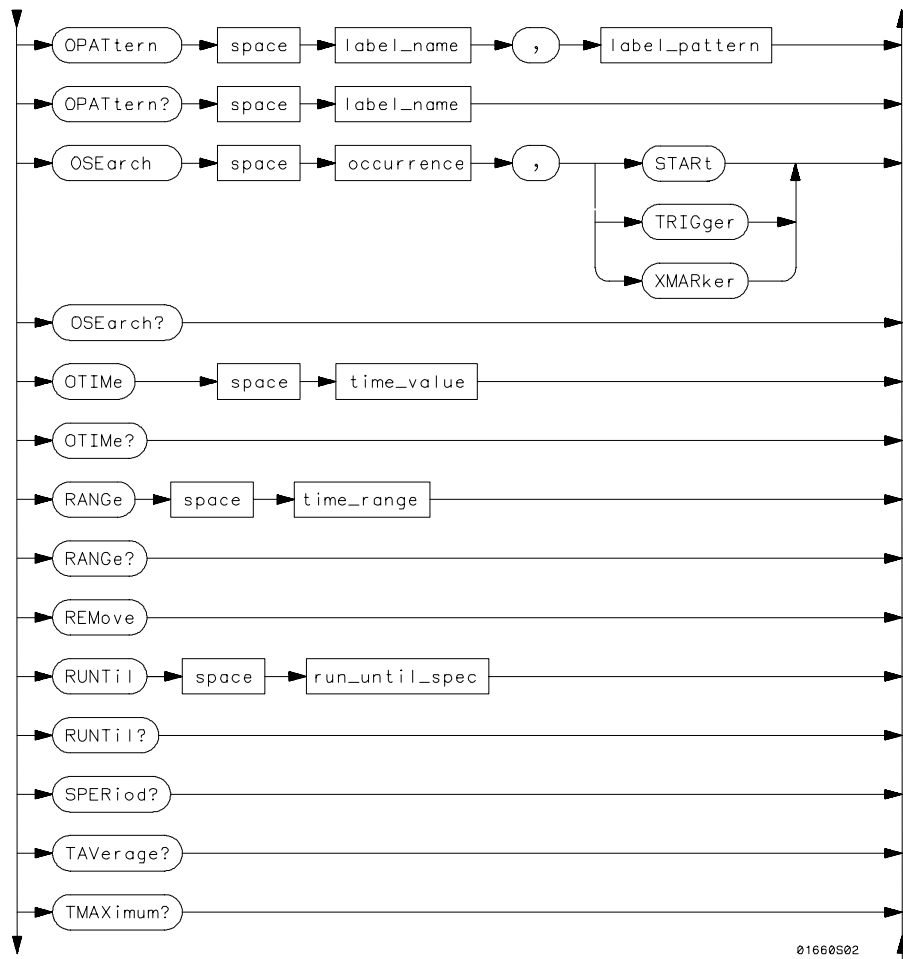 OPATtern space label_name , label_pattern
OPATtern? space label_name
OSEarch space occurrence , STARt
TRIGger
XMARker
OSEarch?
OTIMe space time_value
OTIMe?
RANGe space time_range
RANGe?
REMove
RUNTil space run_until_spec
RUNTil?
SPERiod?
TAVerage?
TMAXimum?
01660S02